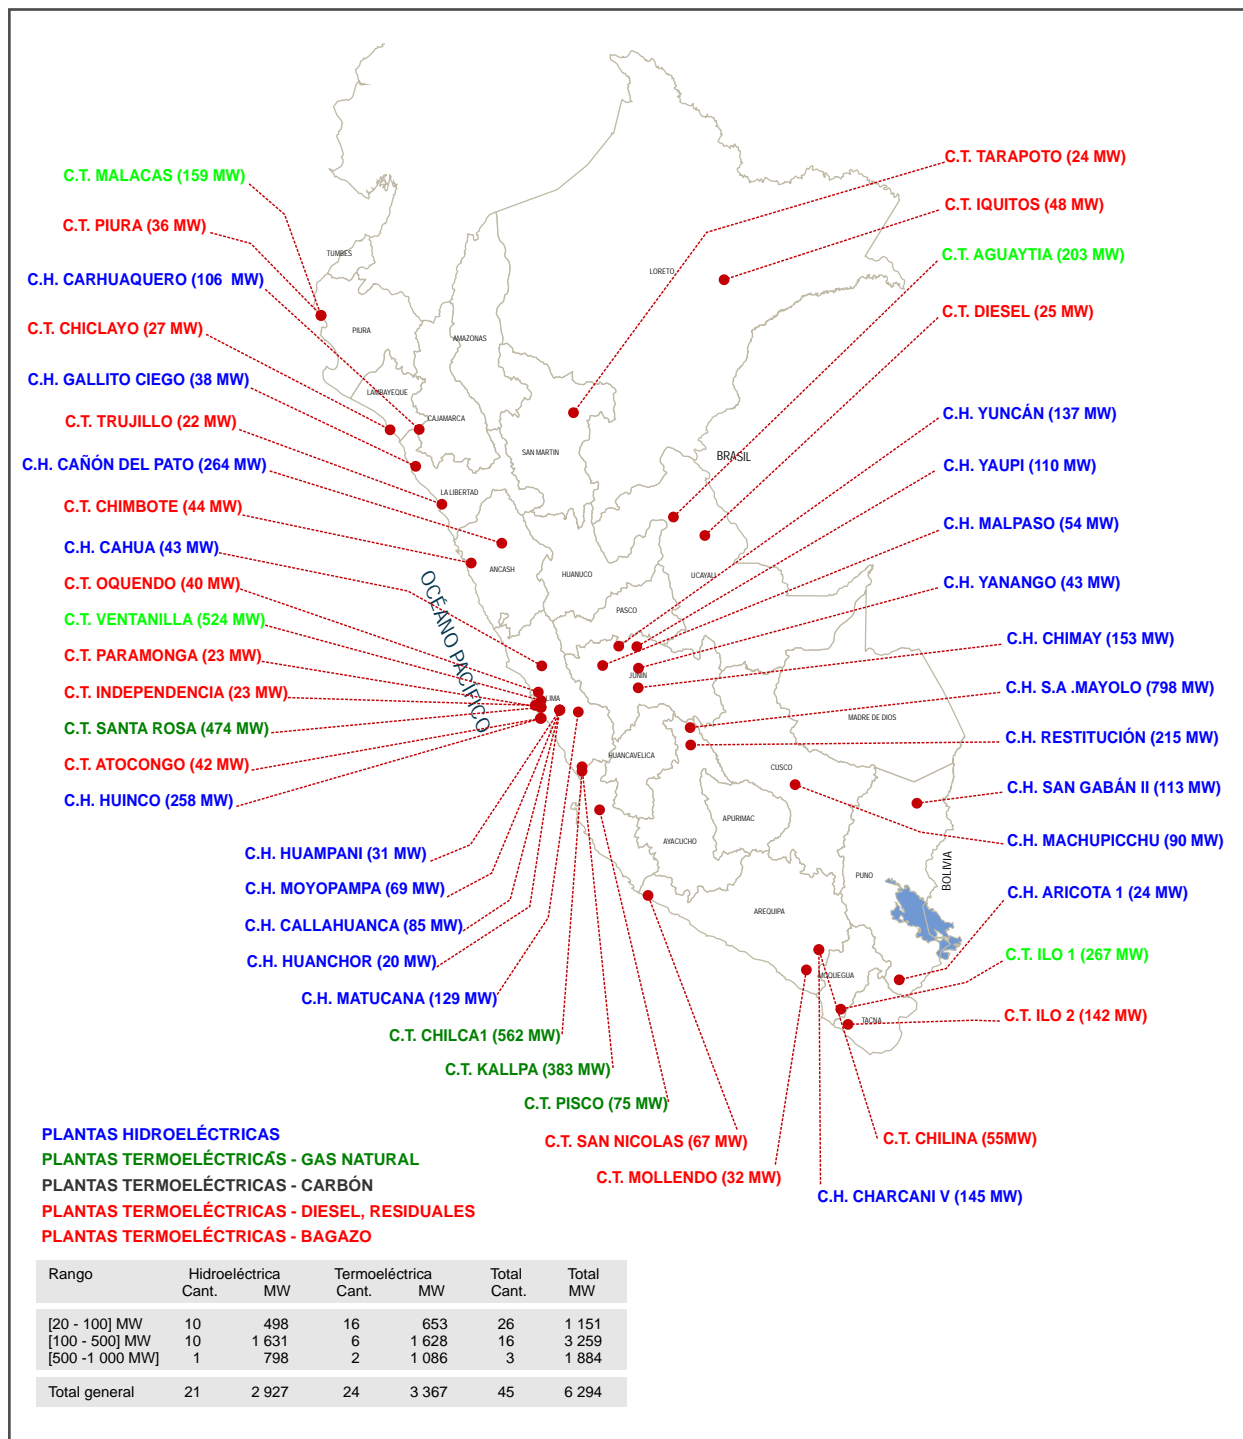 C.T. MALACAS (159 MW)
C.T. PIURA (36 MW)
C.H. CARHUAQUERO (106 MW)
C.T. CHICLAYO (27 MW)
C.H. GALLITO CIEGO (38 MW)
C.T. TRUJILLO (22 MW)
C.H. CAÑÓN DEL PATO (264 MW)
C.T. CHIMBOTE (44 MW)
C.H. CAHUA (43 MW)
C.T. OQUENDO (40 MW)
C.T. VENTANILLA (524 MW)
C.T. PARAMONGA (23 MW)
C.T. INDEPENDENCIA (23 MW)
C.T. SANTA ROSA (474 MW)
C.T. ATOCONGO (42 MW)
C.H. HUINCO (258 MW)
C.H. HUAMPANI (31 MW)
C.H. MOYOPAMPA (69 MW)
C.H. CALLAHUANCA (85 MW)
C.H. HUANCHOR (20 MW)
C.H. MATUCANA (129 MW)
C.T. CHILCA1 (562 MW)
C.T. KALLPA (383 MW)
C.T. PISCO (75 MW)
C.T. SAN NICOLAS (67 MW)
C.T. MOLLENDO (32 MW)
C.H. CHARCANI V (145 MW)
C.T. CHILINA (55MW)
C.T. TARAPOTO (24 MW)
C.T. IQUITOS (48 MW)
C.T. AGUAYTIA (203 MW)
C.T. DIESEL (25 MW)
C.H. YUNCÁN (137 MW)
C.H. YAUPI (110 MW)
C.H. MALPASO (54 MW)
C.H. YANANGO (43 MW)
C.H. CHIMAY (153 MW)
C.H. S.A .MAYOLO (798 MW)
C.H. RESTITUCIÓN (215 MW)
C.H. SAN GABÁN II (113 MW)
C.H. MACHUPICCHU (90 MW)
C.H. ARICOTA 1 (24 MW)
C.T. ILO 1 (267 MW)
C.T. ILO 2 (142 MW)
TUMBES
PIURA
LORETO
AMAZONAS
LAMBAYEQUE
CAJAMARCA
SAN MARTIN
LA LIBERTAD
ANCASH
HUANUCO
UCAYALI
PASCO
JUNIN
LIMA
HUANCAVELICA
MADRE DE DIOS
CUSCO
APURIMAC
AYACUCHO
PUNO
AREQUIPA
MOQUEGUA
TACNA
BRASIL
BOLIVIA
OCÉANO PACÍFICO
PLANTAS HIDROELÉCTRICAS
PLANTAS TERMOELÉCTRICAS - GAS NATURAL
PLANTAS TERMOELÉCTRICAS - CARBÓN
PLANTAS TERMOELÉCTRICAS - DIESEL, RESIDUALES
PLANTAS TERMOELÉCTRICAS - BAGAZO
Rango Hidroeléctrica Termoeléctrica Total Total
Cant. MW Cant. MW Cant. MW
[20 - 100] MW 10 498 16 653 26 1 151
[100 - 500] MW 10 1 631 6 1 628 16 3 259
[500 -1 000 MW] 1 798 2 1 086 3 1 884
Total general 21 2 927 24 3 367 45 6 294